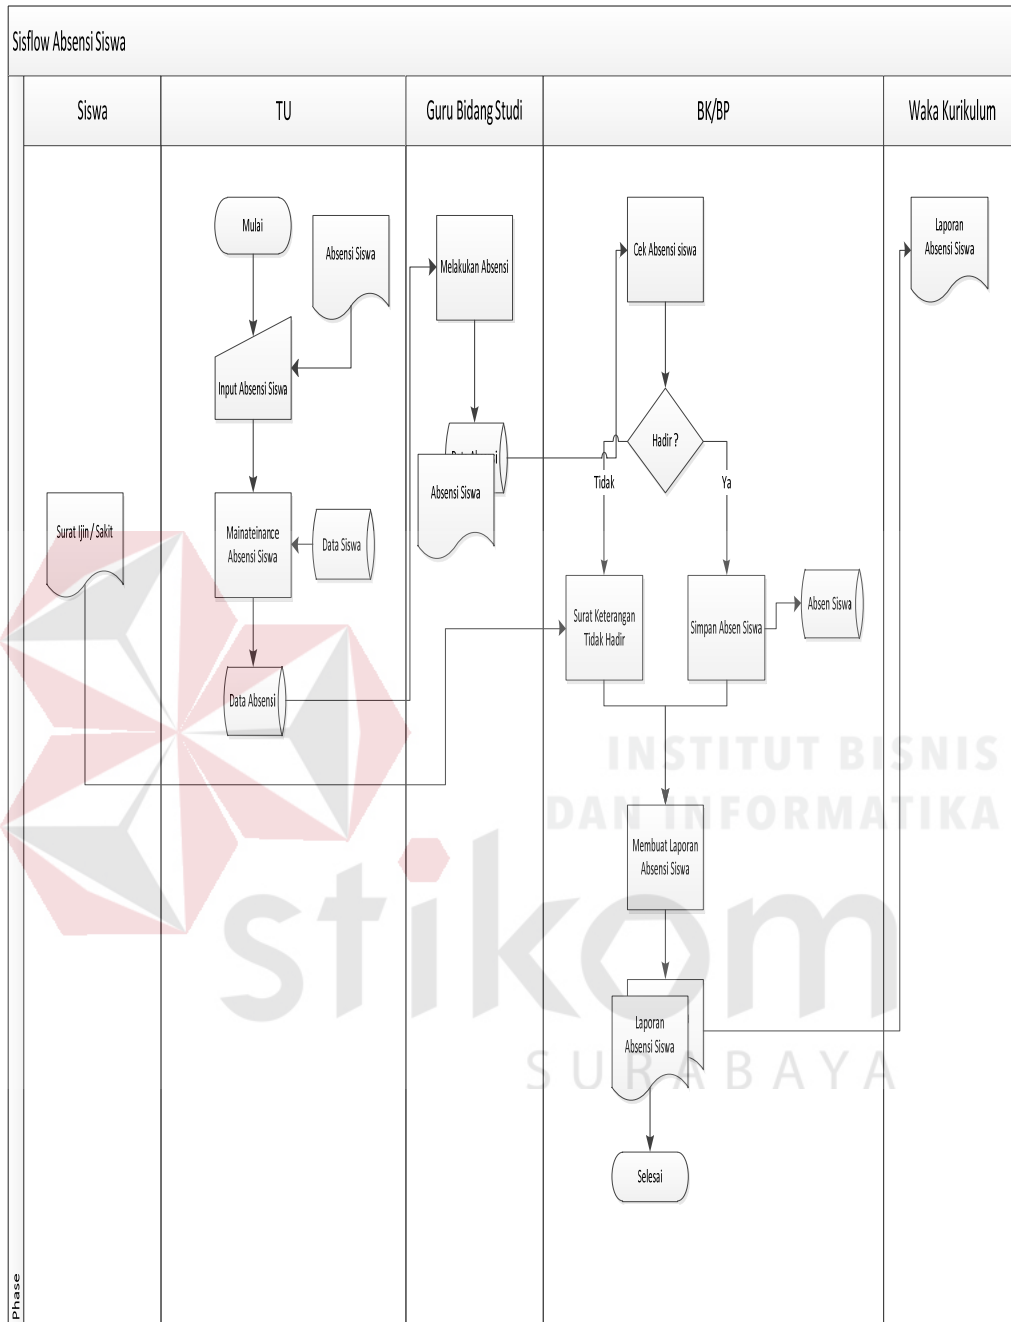 Sisflow Absensi Siswa
Siswa
TU
Guru Bidang Studi
BK/BP
Waka Kurikulum
Mulai
Absensi Siswa
Melakukan Absensi
Cek Absensi siswa
Laporan
Absensi Siswa
Input Absensi Siswa
Hadir ?
Absensi Siswa
Tidak
Ya
Surat Ijin / Sakit
Mainateinance
Absensi Siswa
Data Siswa
Surat Keterangan
Tidak Hadir
Simpan Absen Siswa
Absen Siswa
Data Absensi
Membuat Laporan
Absensi Siswa
Laporan
Absensi Siswa
Selesai
Phase
INSTITUT BISNIS
DAN INFORMATIKA
stikom
SURABAYA